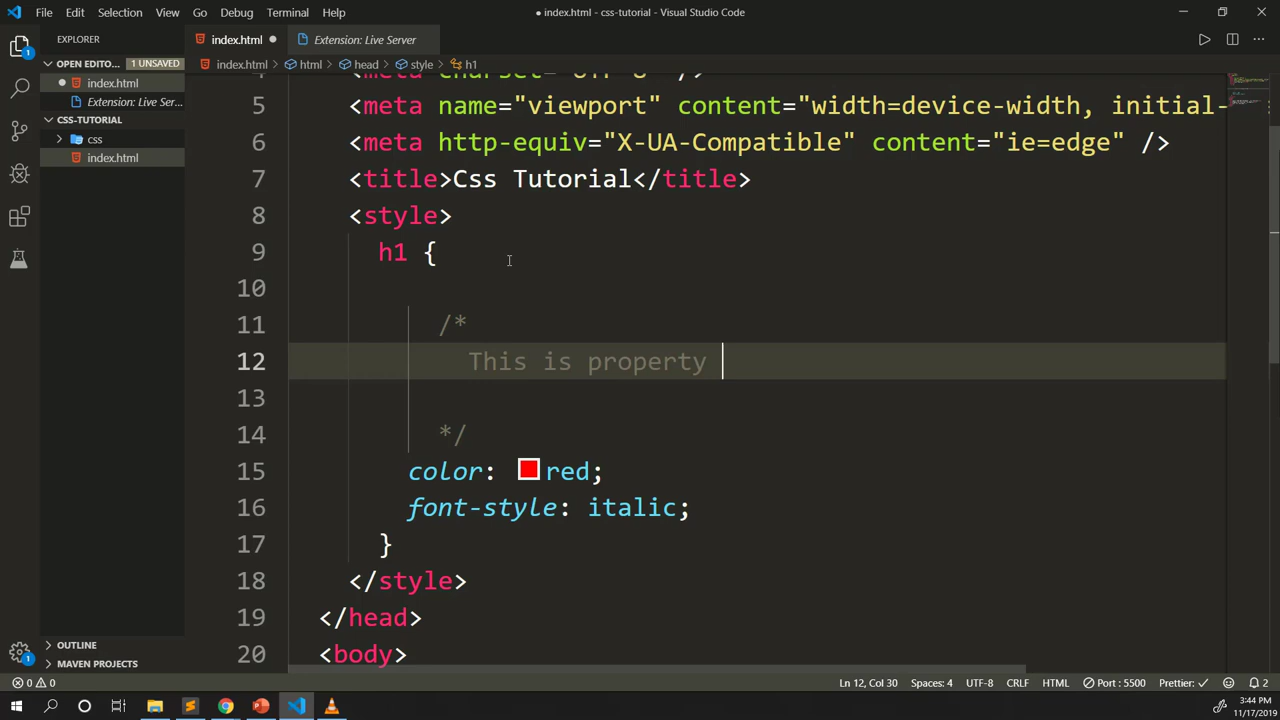 File Edit Selection View Go Debug Terminal Help
● index.html - css-tutorial - Visual Studio Code
EXPLORER
index.html ●
Extension: Live Server
OPEN EDITO... 1 UNSAVED
index.html > html > head > style > h1
● index.html
Extension: Live Ser...
CSS-TUTORIAL
css
index.html
5 <meta name="viewport" content="width=device-width, initial-
6 <meta http-equiv="X-UA-Compatible" content="ie=edge" />
7 <title>Css Tutorial</title>
8 <style>
9 h1 {
10
11 /*
12 This is property
13
14 */
15 color: red;
16 font-style: italic;
17 }
18 </style>
19 </head>
20 <body>
OUTLINE
MAVEN PROJECTS
0 0
Ln 12, Col 30 Spaces: 4 UTF-8 CRLF HTML Port : 5500 Prettier: ✓ 2
3:44 PM
11/17/2019